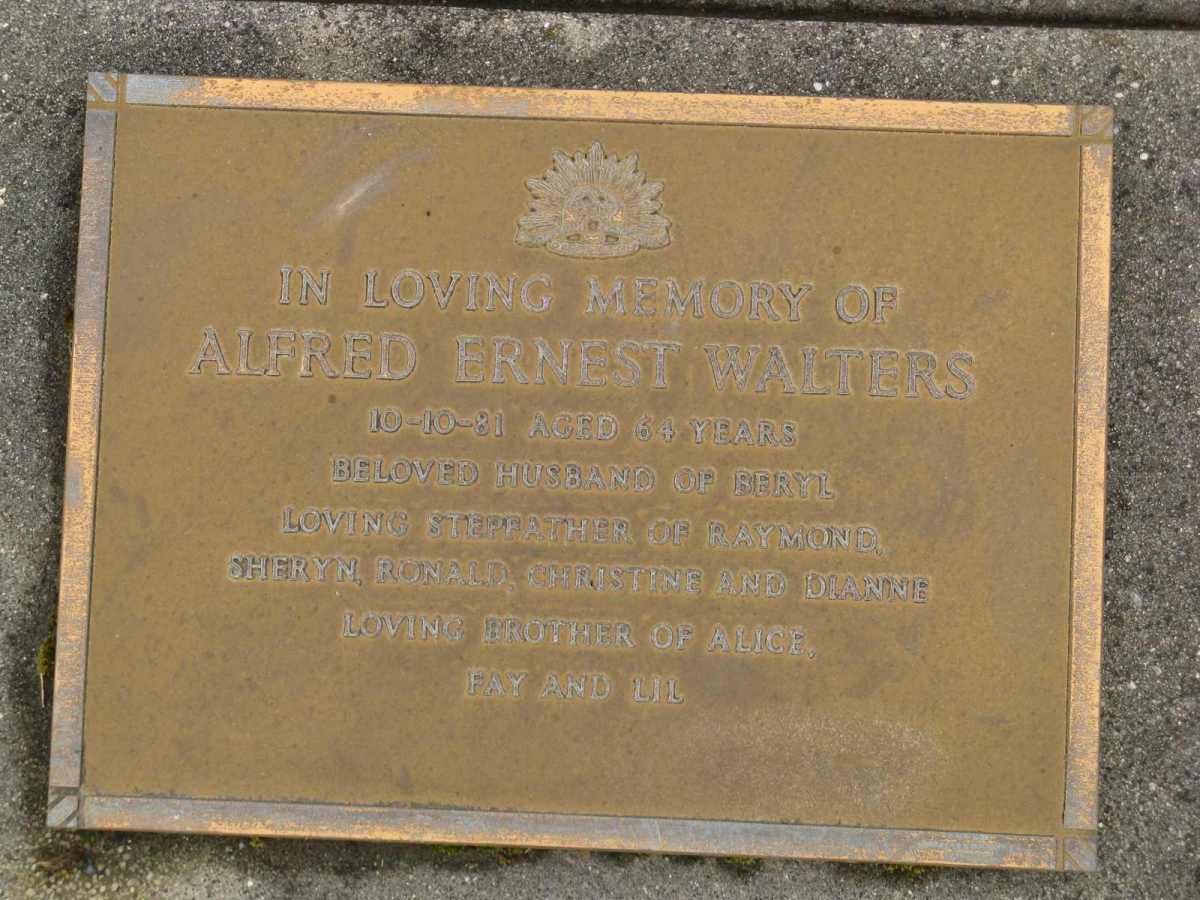 IN LOVING MEMORY OF
ALFRED ERNEST WALTERS
10-10-81 AGED 64 YEARS
BELOVED HUSBAND OF BERYL
LOVING STEPFATHER OF RAYMOND,
SHERYN, RONALD, CHRISTINE AND DIANNE
LOVING BROTHER OF ALICE,
FAY AND LIL